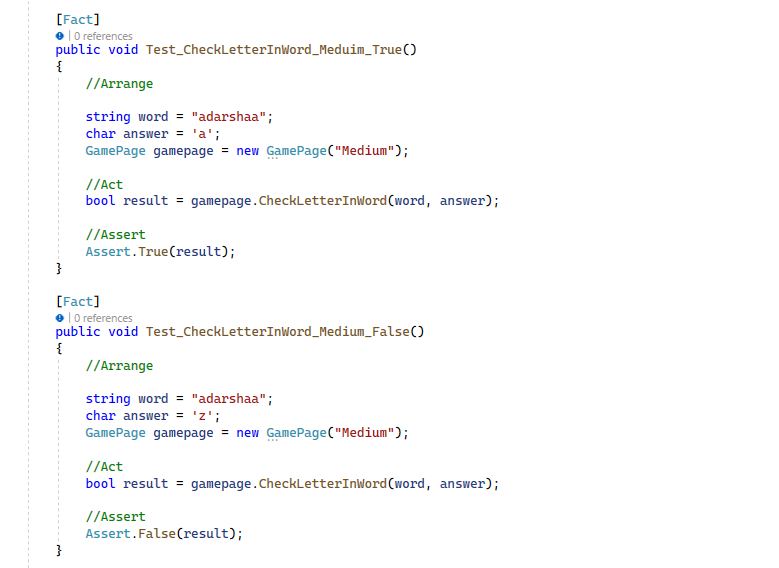 [Fact]
| 0 references
public void Test_CheckLetterInWord_Meduim_True()
{
//Arrange
string word = "adarshaa";
char answer = 'a';
GamePage gamepage = new GamePage("Medium");
//Act
bool result = gamepage.CheckLetterInWord(word, answer);
//Assert
Assert.True(result);
}
[Fact]
| 0 references
public void Test_CheckLetterInWord_Medium_False()
{
//Arrange
string word = "adarshaa";
char answer = 'z';
GamePage gamepage = new GamePage("Medium");
//Act
bool result = gamepage.CheckLetterInWord(word, answer);
//Assert
Assert.False(result);
}